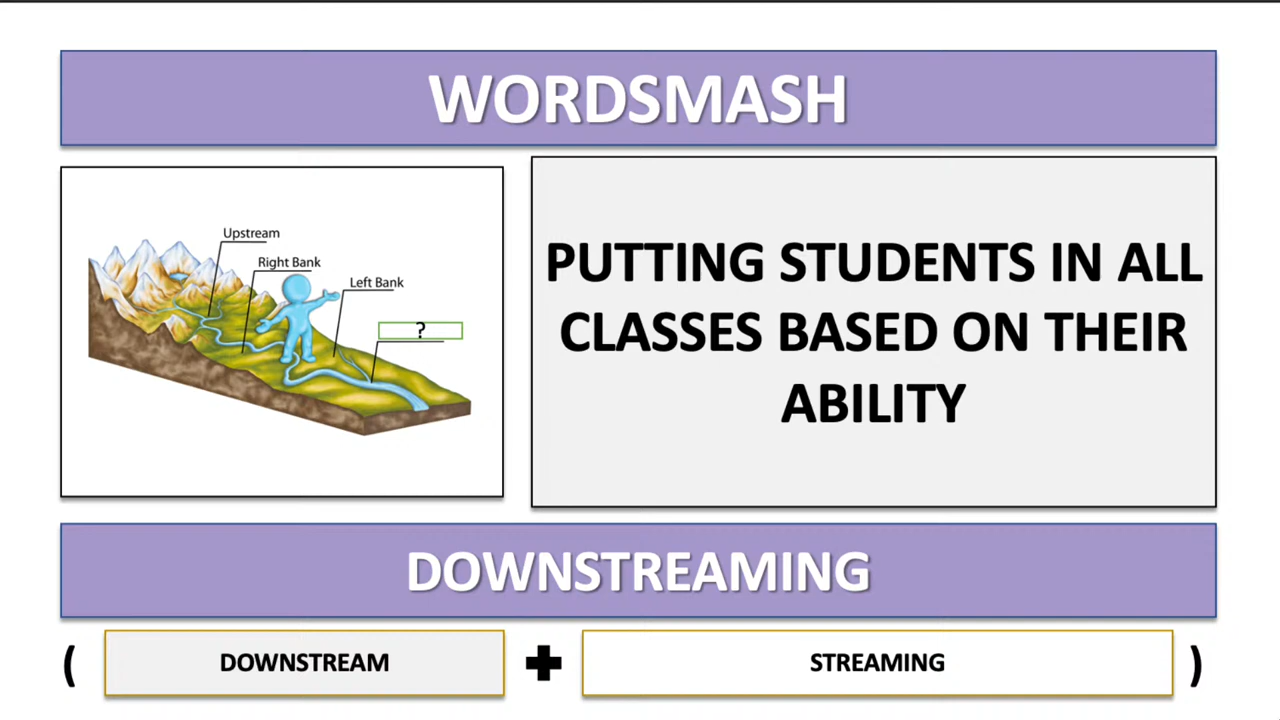 WORDSMASH
Upstream
Right Bank
Left Bank
?
PUTTING STUDENTS IN ALL
CLASSES BASED ON THEIR
ABILITY
DOWNSTREAMING
( DOWNSTREAM + STREAMING )